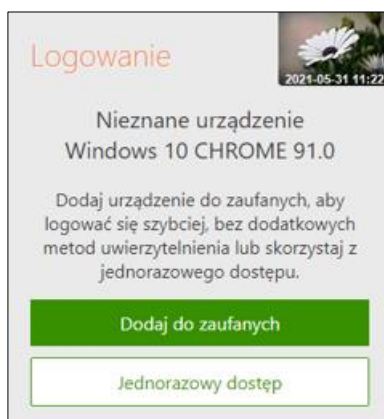 Logowanie
2021-05-31 11:22
Nieznane urządzenie
Windows 10 CHROME 91.0
Dodaj urządzenie do zaufanych, aby
logować się szybciej, bez dodatkowych
metod uwierzytelnienia lub skorzystaj z
jednorazowego dostępu.
Dodaj do zaufanych
Jednorazowy dostęp